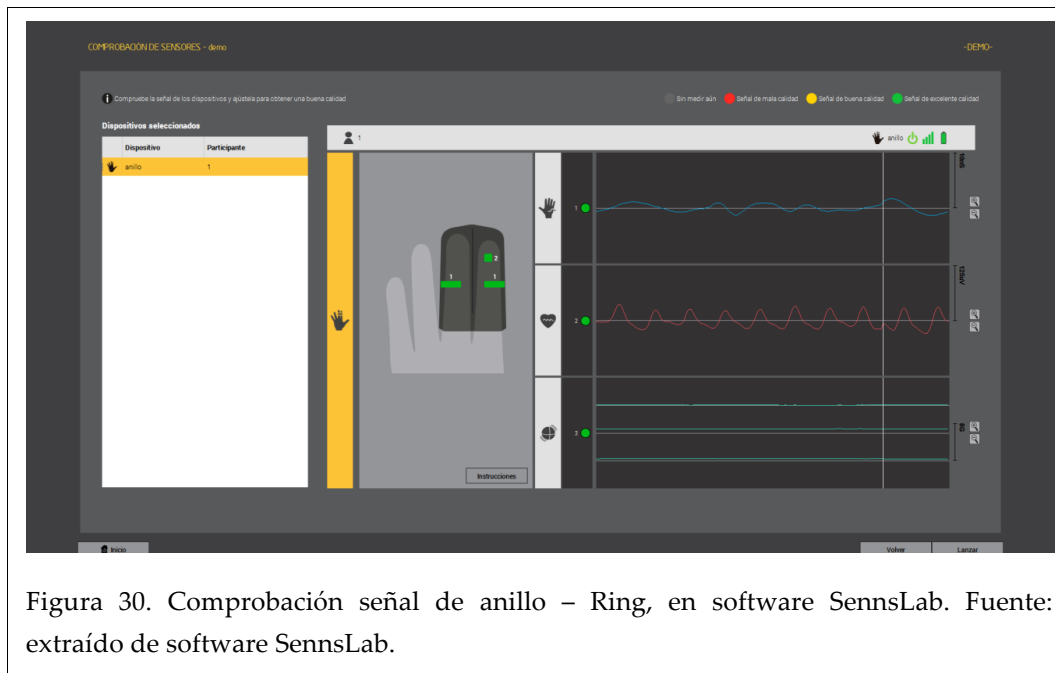 COMPROBACIÓN DE SENSORES - demo
-DEMO-
Compruebe la señal de los dispositivos y ajústela para obtener una buena calidad
Sin medir aún Señal de mala calidad Señal de buena calidad Señal de excelente calidad
Dispositivos seleccionados
Dispositivo Participante
anillo 1
1
anillo
1
10nS
2
1 1
2
125uV
3
8G
Instrucciones
Inicio
Volver Lanzar
Figura 30. Comprobación señal de anillo – Ring, en software SennsLab. Fuente:
extraído de software SennsLab.